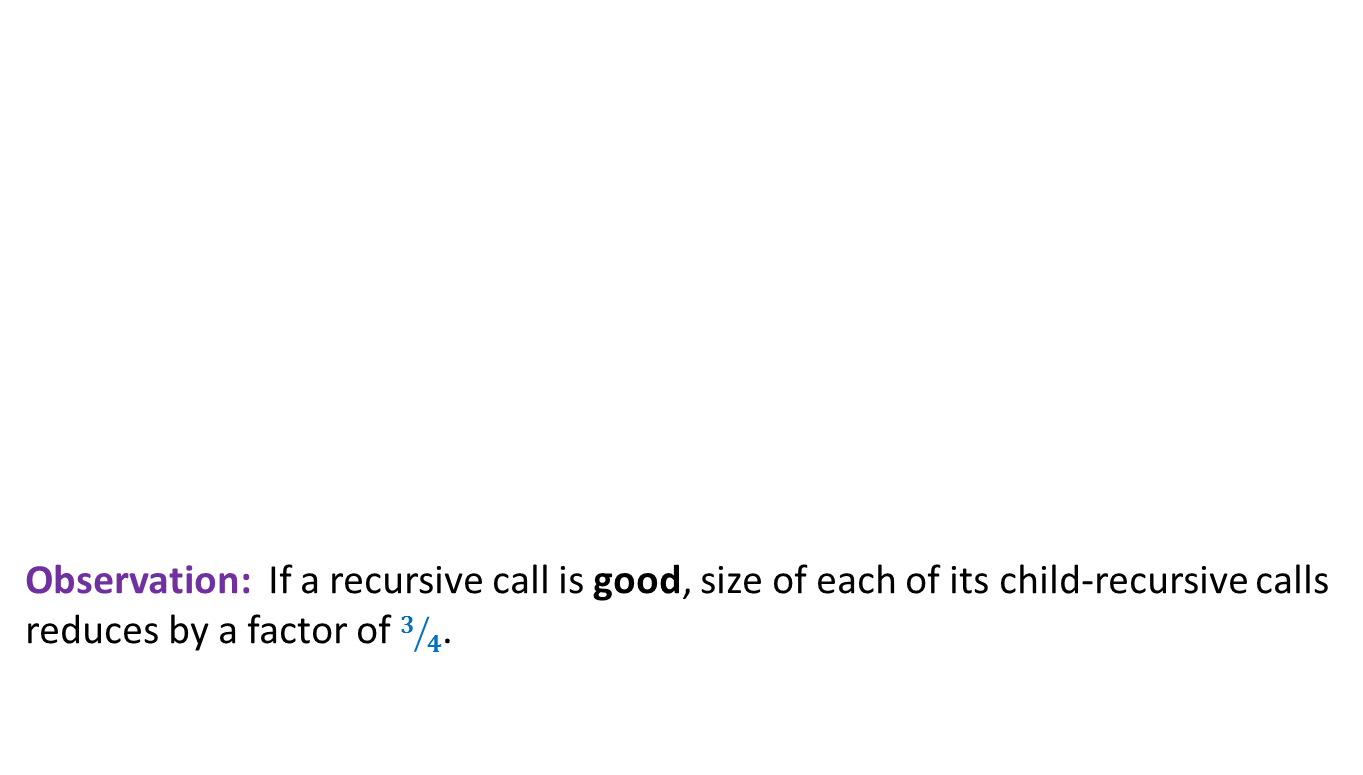 Observation: If a recursive call is good, size of each of its child-recursive calls
reduces by a factor of 3/4.